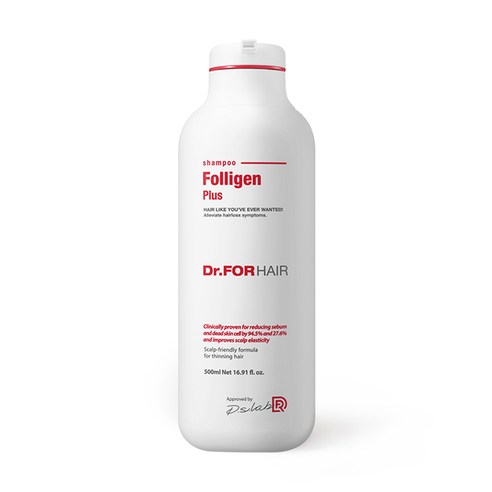 shampoo
Folligen
Plus
HAIR LIKE YOU'VE EVER WANTED!
Alleviate hairloss symptoms.
Dr.FORHAIR
Clinically proven for reducing sebum
and dead skin cell by 94.5% and 27.6%
and improves scalp elasticity
Scalp-friendly formula
for thinning hair
500ml Net 16.91 fl. oz.
Approved by
Dr's lab